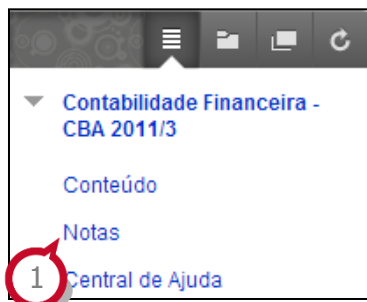 Contabilidade Financeira -
CBA 2011/3
Conteúdo
Notas
1
Central de Ajuda